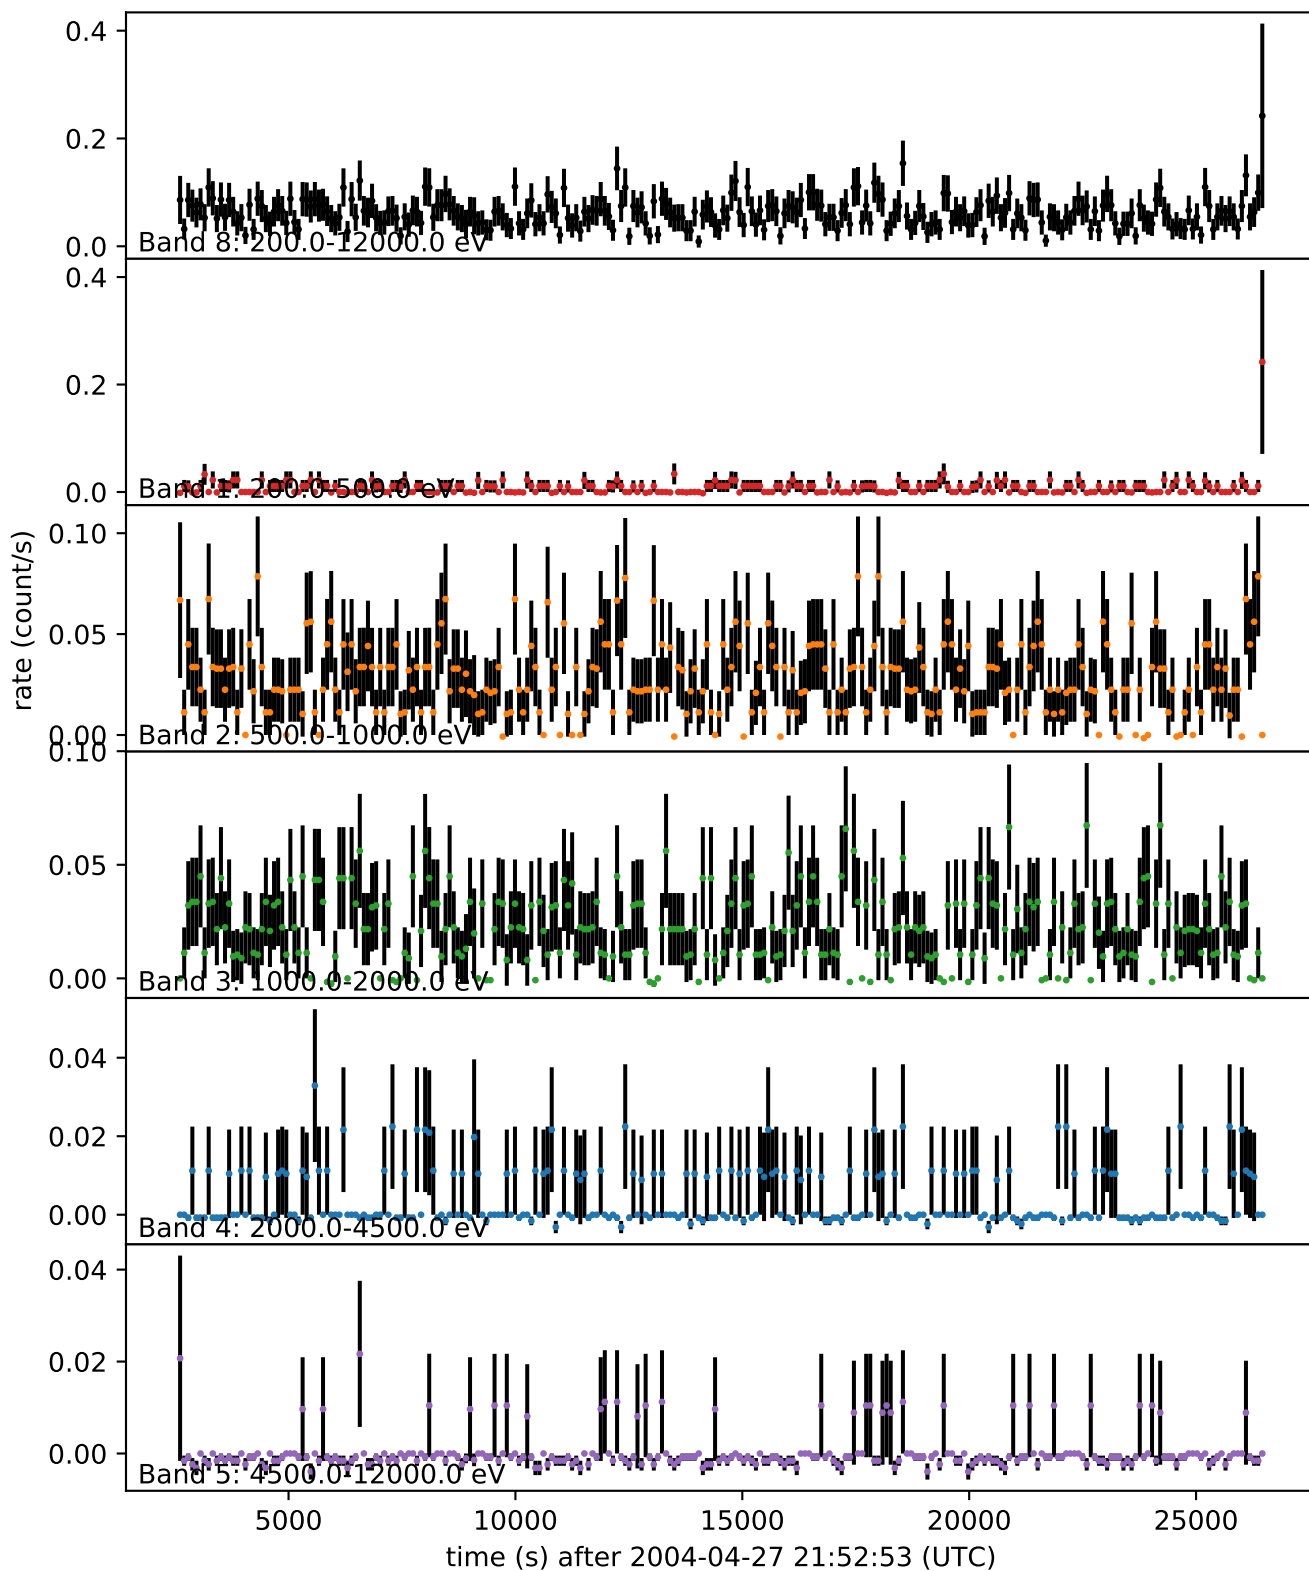 0.4
0.2
0.0
Band 8: 200.0-12000.0 eV
0.4
0.2
0.0
Band 1: 200.0-500.0 eV
0.10
0.05
0.00
Band 2: 500.0-1000.0 eV
rate (count/s)
0.10
0.05
0.00
Band 3: 1000.0-2000.0 eV
0.04
0.02
0.00
Band 4: 2000.0-4500.0 eV
0.04
0.02
0.00
Band 5: 4500.0-12000.0 eV
5000 10000 15000 20000 25000
time (s) after 2004-04-27 21:52:53 (UTC)